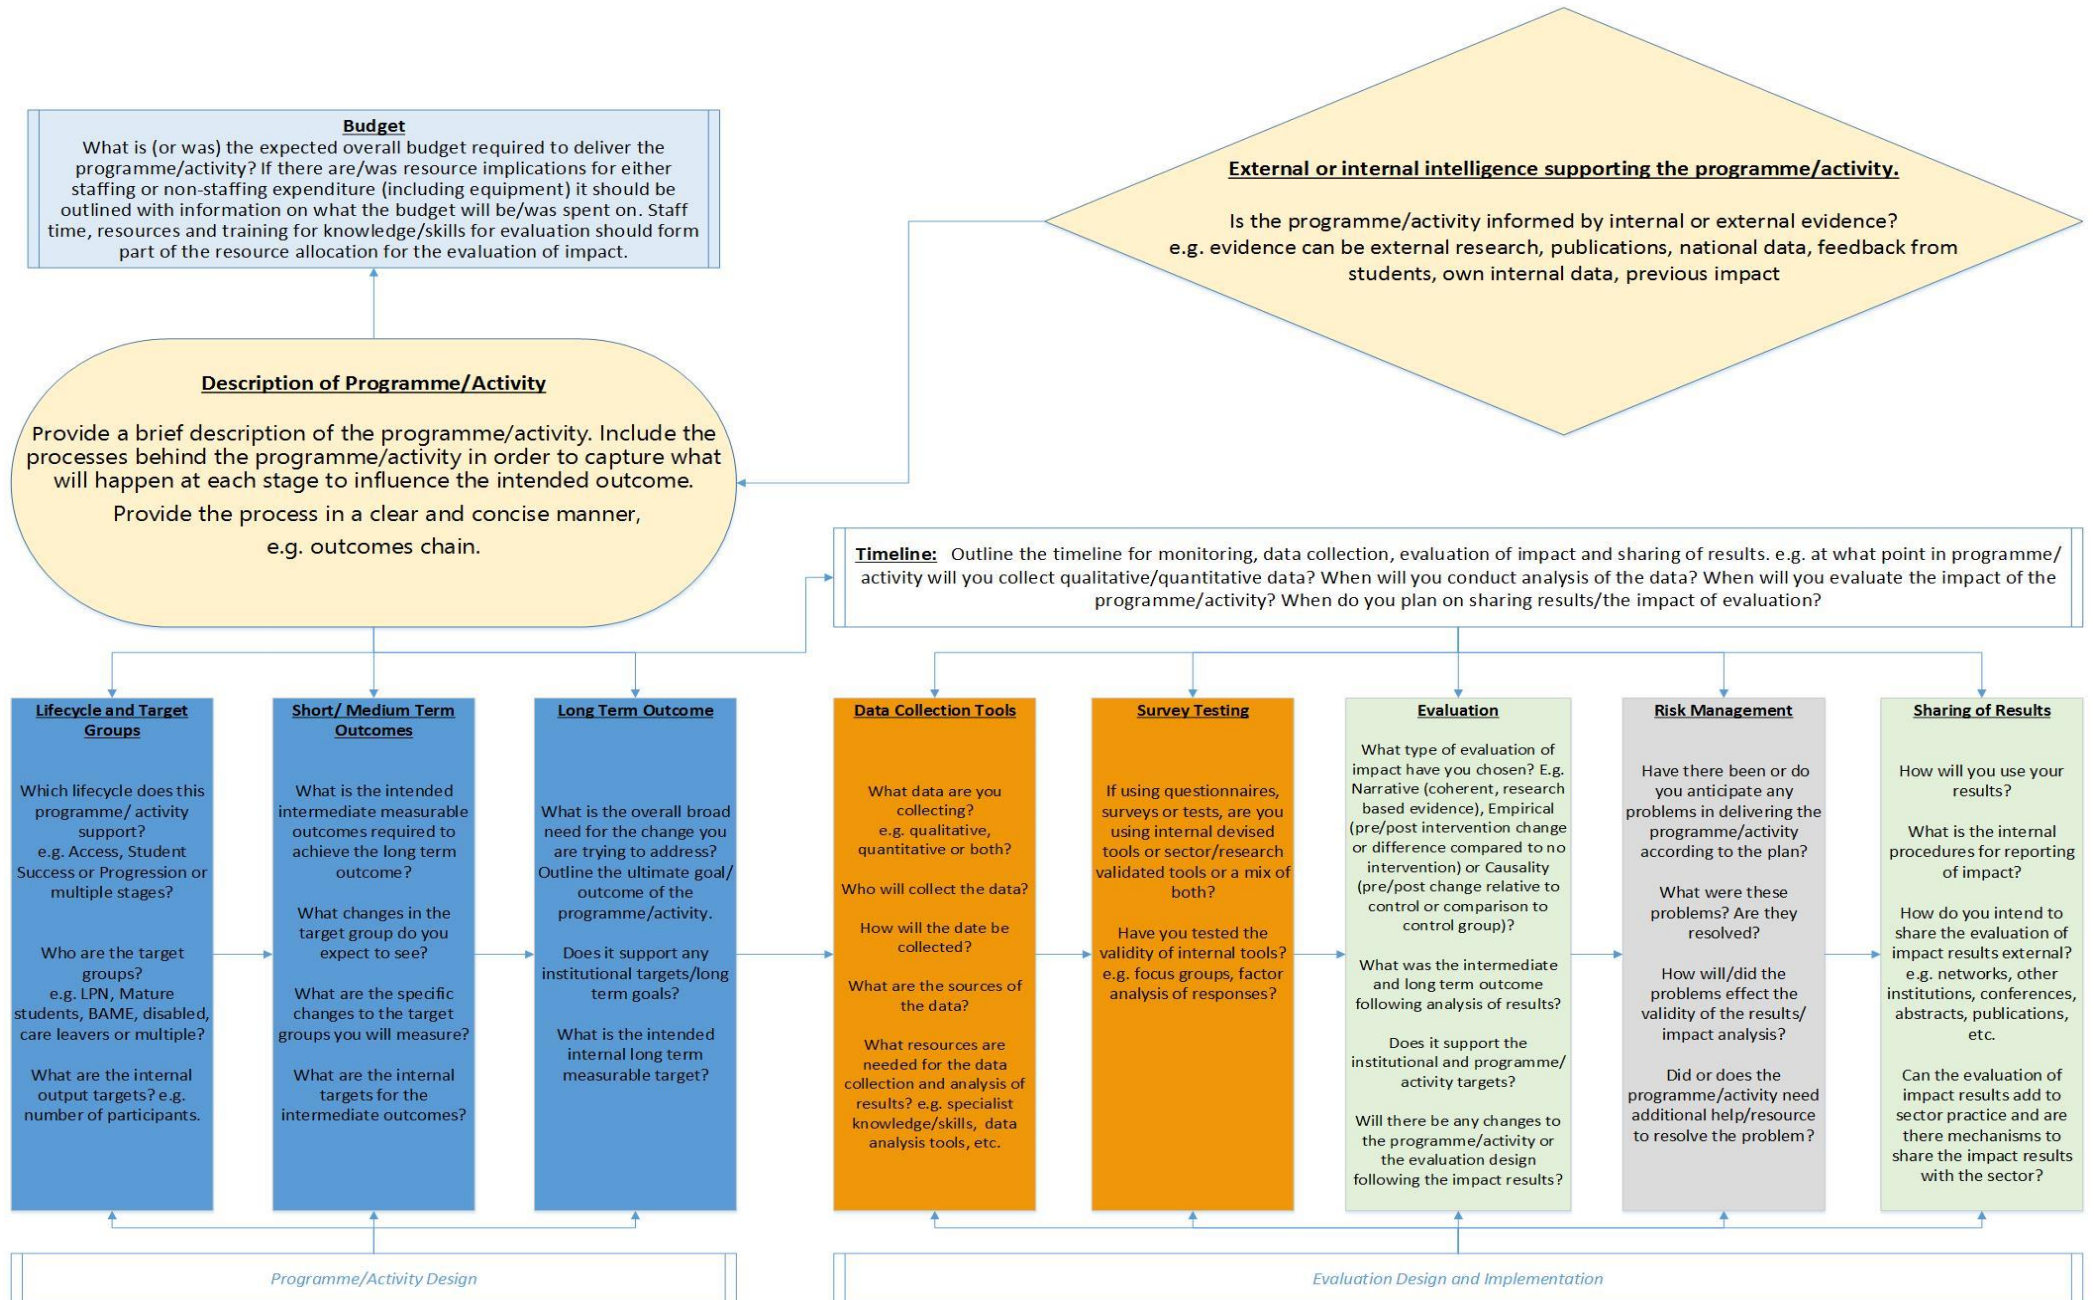 Budget
What is (or was) the expected overall budget required to deliver the
programme/activity? If there are/was resource implications for either
staffing or non-staffing expenditure (including equipment) it should be
outlined with information on what the budget will be/was spent on. Staff
time, resources and training for knowledge/skills for evaluation should form
part of the resource allocation for the evaluation of impact.
External or internal intelligence supporting the programme/activity.
Is the programme/activity informed by internal or external evidence?
e.g. evidence can be external research, publications, national data, feedback from
students, own internal data, previous impact
Description of Programme/Activity
Provide a brief description of the programme/activity. Include the
processes behind the programme/activity in order to capture what
will happen at each stage to influence the intended outcome.
Provide the process in a clear and concise manner,
e.g. outcomes chain.
Timeline: Outline the timeline for monitoring, data collection, evaluation of impact and sharing of results. e.g. at what point in programme/
activity will you collect qualitative/quantitative data? When will you conduct analysis of the data? When will you evaluate the impact of the
programme/activity? When do you plan on sharing results/the impact of evaluation?
Lifecycle and Target
Groups
Which lifecycle does this
programme/ activity
support?
e.g. Access, Student
Success or Progression or
multiple stages?
Who are the target
groups?
e.g. LPN, Mature
students, BAME, disabled,
care leavers or multiple?
What are the internal
output targets? e.g.
number of participants.
Short/ Medium Term
Outcomes
What is the intended
intermediate measurable
outcomes required to
achieve the long term
outcome?
What changes in the
target group do you
expect to see?
What are the specific
changes to the target
groups you will measure?
What are the internal
targets for the
intermediate outcomes?
Long Term Outcome
What is the overall broad
need for the change you
are trying to address?
Outline the ultimate goal/
outcome of the
programme/activity.
Does it support any
institutional targets/long
term goals?
What is the intended
internal long term
measurable target?
Data Collection Tools
What data are you
collecting?
e.g. qualitative,
quantitative or both?
Who will collect the data?
How will the date be
collected?
What are the sources of
the data?
What resources are
needed for the data
collection and analysis of
results? e.g. specialist
knowledge/skills, data
analysis tools, etc.
Survey Testing
If using questionnaires,
surveys or tests, are you
using internal devised
tools or sector/research
validated tools or a mix of
both?
Have you tested the
validity of internal tools?
e.g. focus groups, factor
analysis of responses?
Evaluation
What type of evaluation of
impact have you chosen? E.g.
Narrative (coherent, research
based evidence), Empirical
(pre/post intervention change
or difference compared to no
intervention) or Causality
(pre/post change relative to
control or comparison to
control group)?
What was the intermediate
and long term outcome
following analysis of results?
Does it support the
institutional and programme/
activity targets?
Will there be any changes to
the programme/activity or
the evaluation design
following the impact results?
Risk Management
Have there been or do
you anticipate any
problems in delivering the
programme/activity
according to the plan?
What were these
problems? Are they
resolved?
How will/did the
problems effect the
validity of the results/
impact analysis?
Did or does the
programme/activity need
additional help/resource
to resolve the problem?
Sharing of Results
How will you use your
results?
What is the internal
procedures for reporting
of impact?
How do you intend to
share the evaluation of
impact results external?
e.g. networks, other
institutions, conferences,
abstracts, publications,
etc.
Can the evaluation of
impact results add to
sector practice and are
there mechanisms to
share the impact results
with the sector?
Programme/Activity Design
Evaluation Design and Implementation